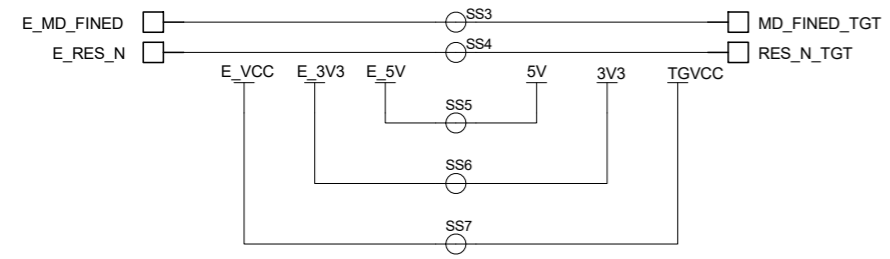 E_MD_FINED SS3 MD_FINED_TGT
E_RES_N SS4 RES_N_TGT
E_VCC E_3V3 E_5V 5V 3V3 TGVCC
SS5
SS6
SS7